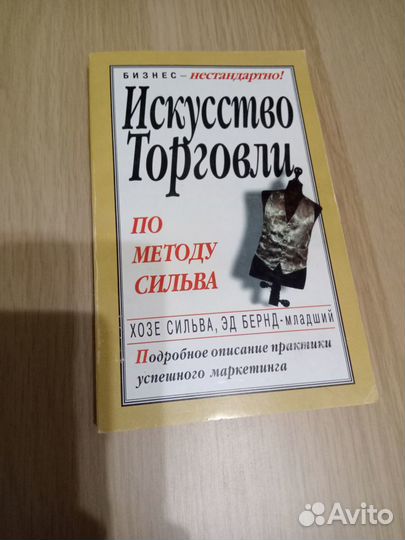 БИЗНЕС – нестандартно!
Искусство
Торговли
ПО
МЕТОДУ
СИЛЬВА
ХОЗЕ СИЛЬВА, ЭД БЕРНД-младший
Подробное описание практики
успешного маркетинга
Avito